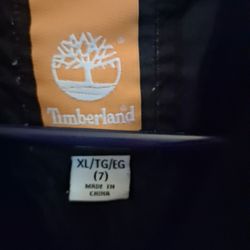 Timberland
XL/TG/EG
(7)
MADE IN
CHINA